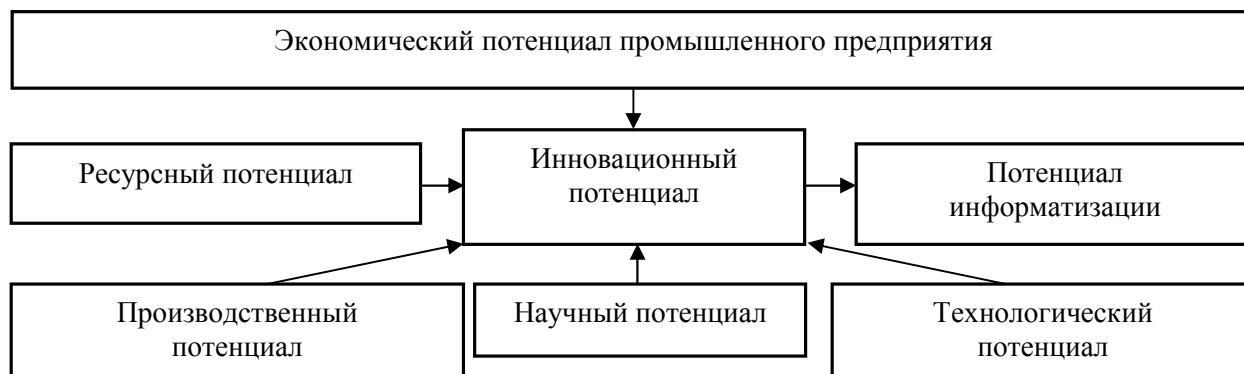 Экономический потенциал промышленного предприятия
Ресурсный потенциал
Инновационный
потенциал
Потенциал
информатизации
Производственный
потенциал
Научный потенциал
Технологический
потенциал